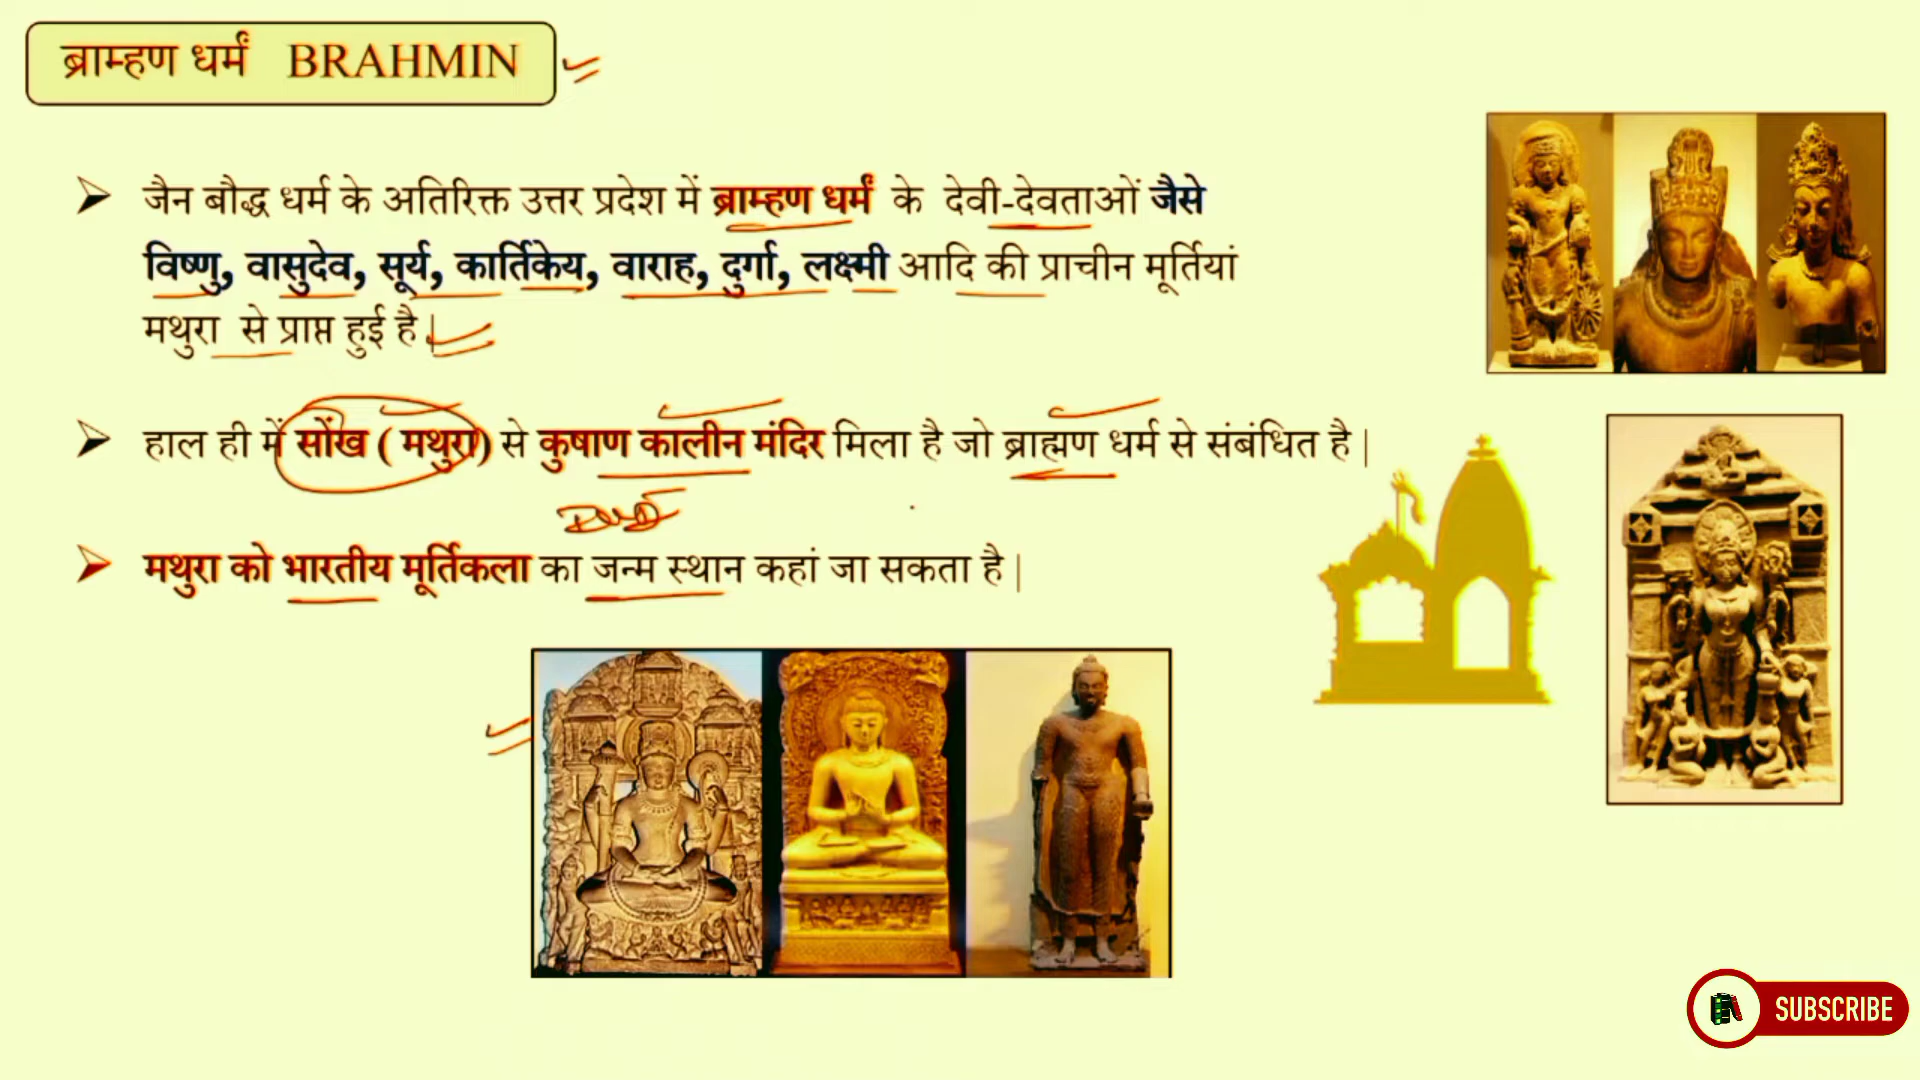 ब्राम्हण धर्मं BRAHMIN
जैन बौद्ध धर्म के अतिरिक्त उत्तर प्रदेश में ब्राम्हण धर्मं के देवी-देवताओं जैसे
विष्णु, वासुदेव, सूर्य, कार्तिकेय, वाराह, दुर्गा, लक्ष्मी आदि की प्राचीन मूर्तियां
मथुरा से प्राप्त हुई है |
हाल ही में सोंख ( मथुरा) से कुषाण कालीन मंदिर मिला है जो ब्राह्मण धर्म से संबंधित है |
मथुरा को भारतीय मूर्तिकला का जन्म स्थान कहां जा सकता है |
SUBSCRIBE